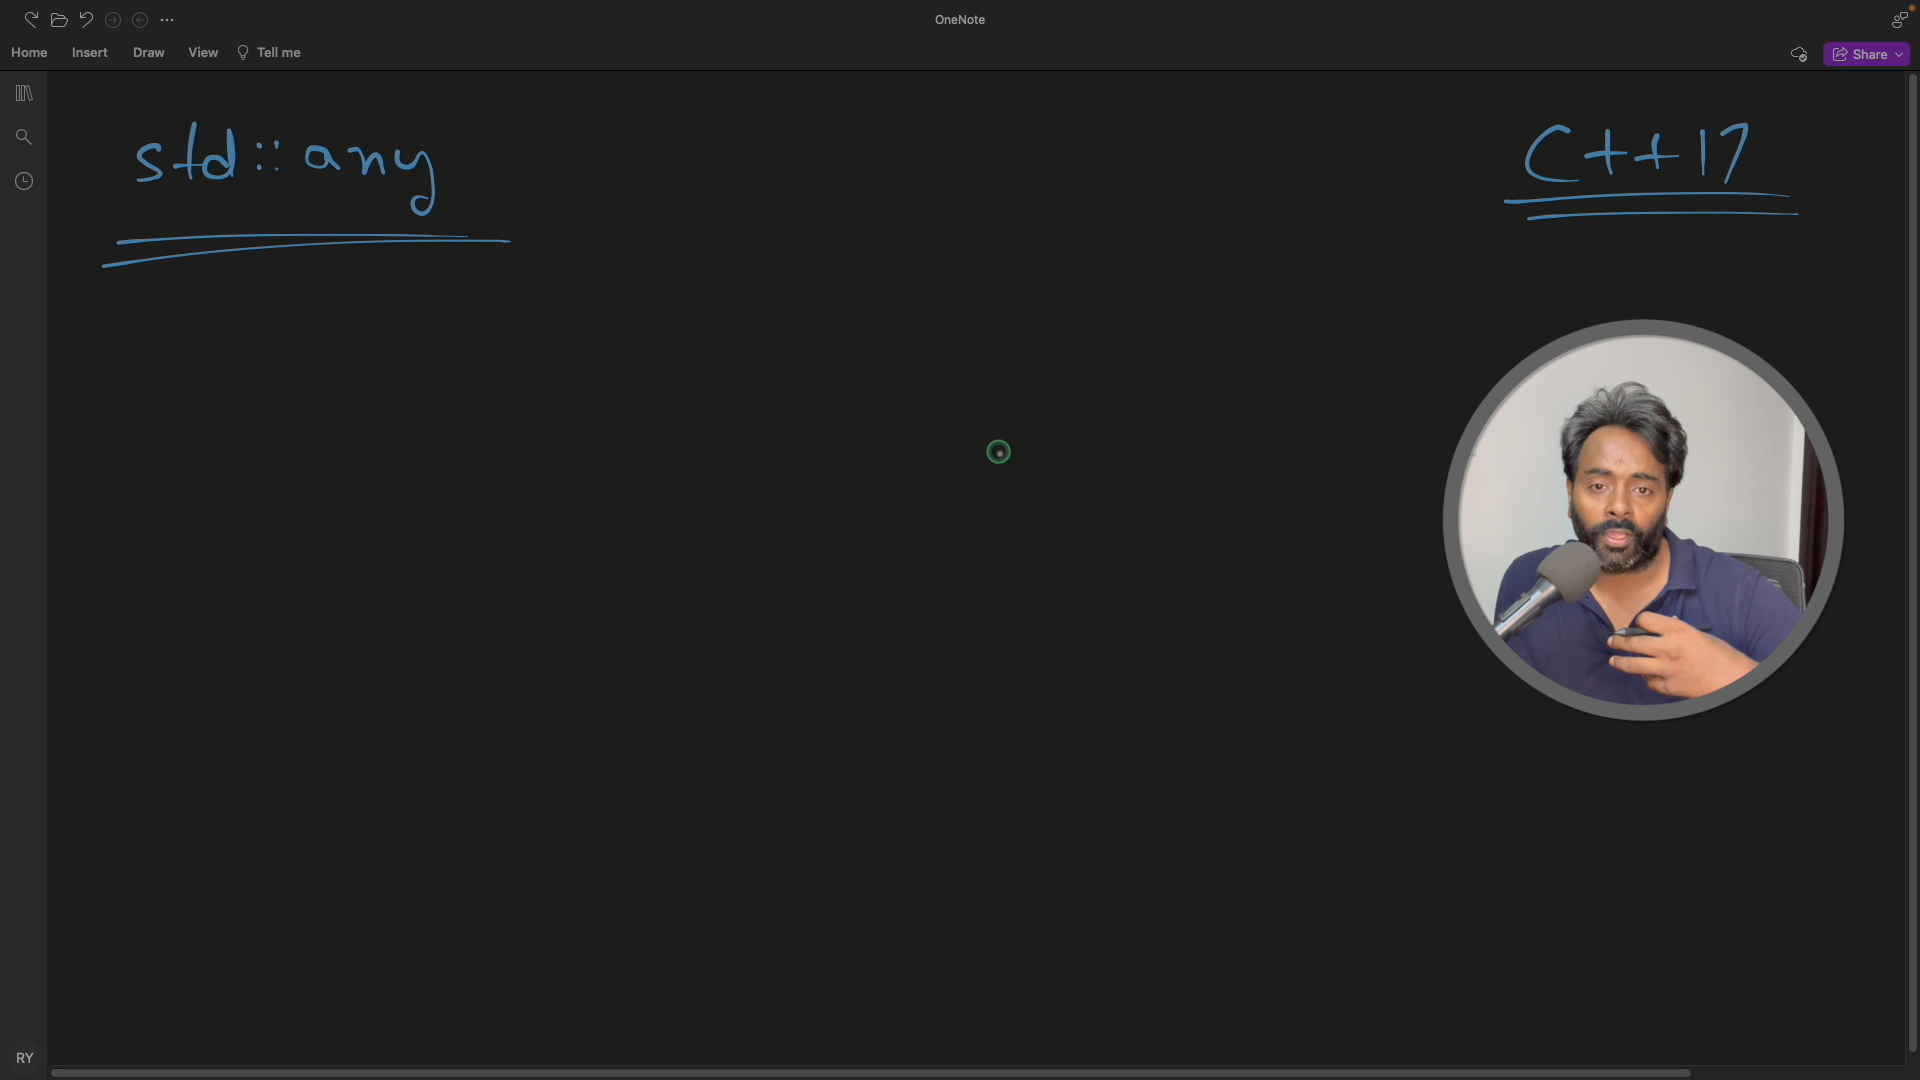 OneNote
Home Insert Draw View Tell me
Share
std::any
C++17
RY